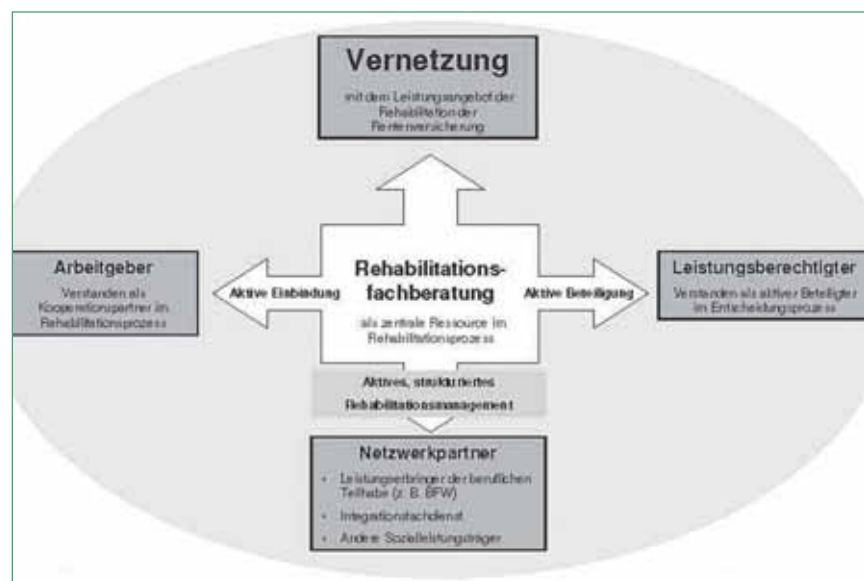 Vernetzung
mit dem Leistungsangebot der
Rehabilitation der
Rentenversicherung
Arbeitgeber
Verstanden als
Kooperationspartner im
Rehabilitationsprozess
Aktive Einbindung
Rehabilitations-
fachberatung
als zentrale Ressource im
Rehabilitationsprozess
Aktive Beteiligung
Leistungsberechtigter
Verstanden als aktiver Beteiligter
im Entscheidungsprozess
Aktives, strukturiertes
Rehabilitationsmanagement
Netzwerkpartner
• Leistungserbringer der beruflichen
Teilhabe (z. B. BFW)
• Integrationsfachdienst
• Andere Sozialleistungsträger